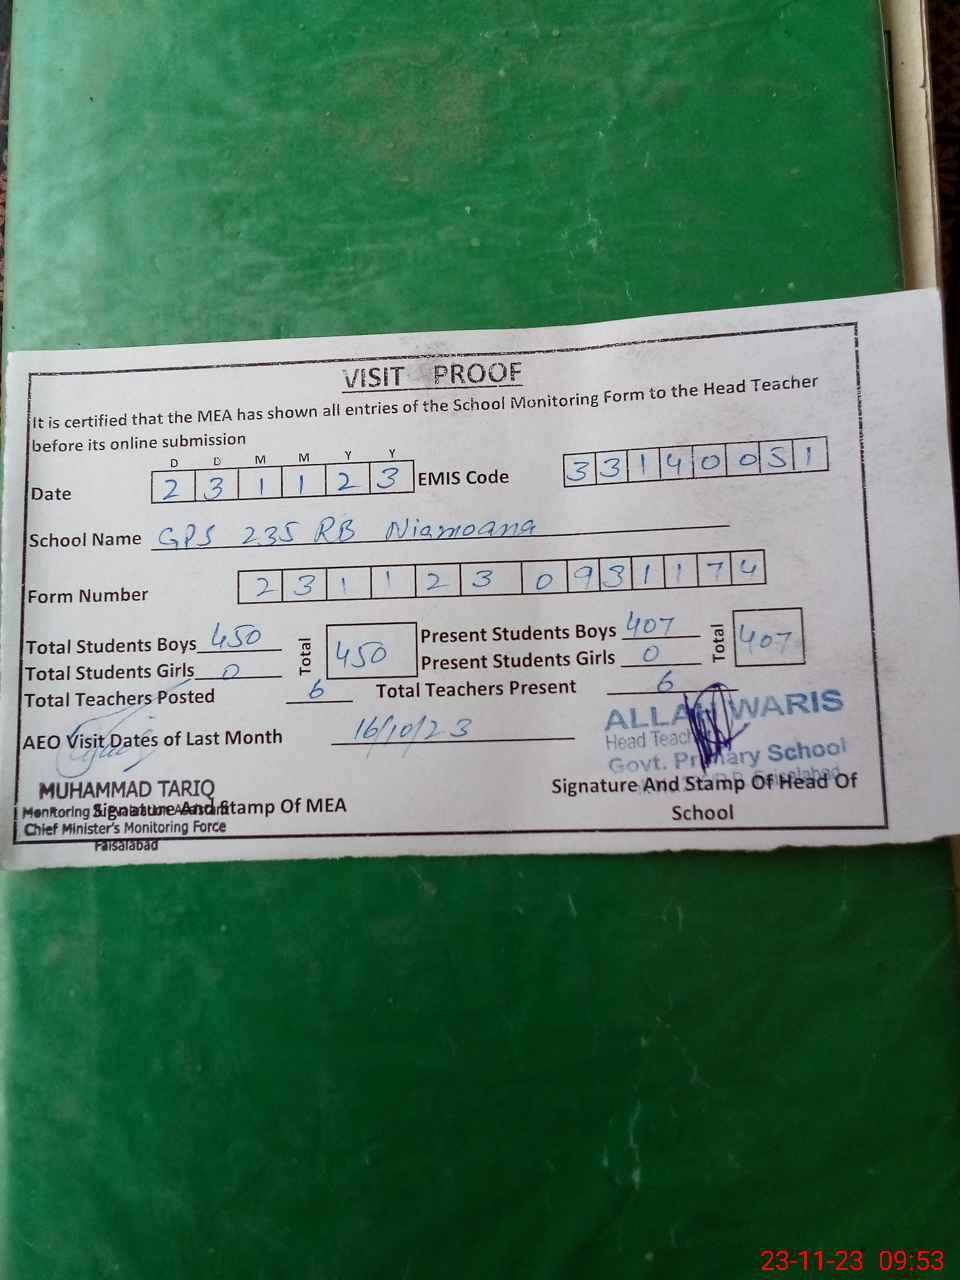 VISIT PROOF
It is certified that the MEA has shown all entries of the School Monitoring Form to the Head Teacher
before its online submission
D D M M Y Y
Date 2 3 1 1 2 3 EMIS Code 3 3 1 4 0 0 5 1
School Name GPS 235 RB Niamoana
Form Number 2 3 1 1 2 3 0 9 3 1 1 7 4
Total Students Boys 450 Total 450 Present Students Boys 407 Total 407
Total Students Girls 0 Present Students Girls 0
Total Teachers Posted 6 Total Teachers Present 6
AEO Visit Dates of Last Month 16/10/23
ALLAH WARIS
Head Teacher
Govt. Primary School
Faisalabad
Signature And Stamp Of Head Of
School
MUHAMMAD TARIQ
Signature And Stamp Of MEA
Monitoring & Evaluation
Chief Minister's Monitoring Force
Faisalabad
23-11-23 09:53